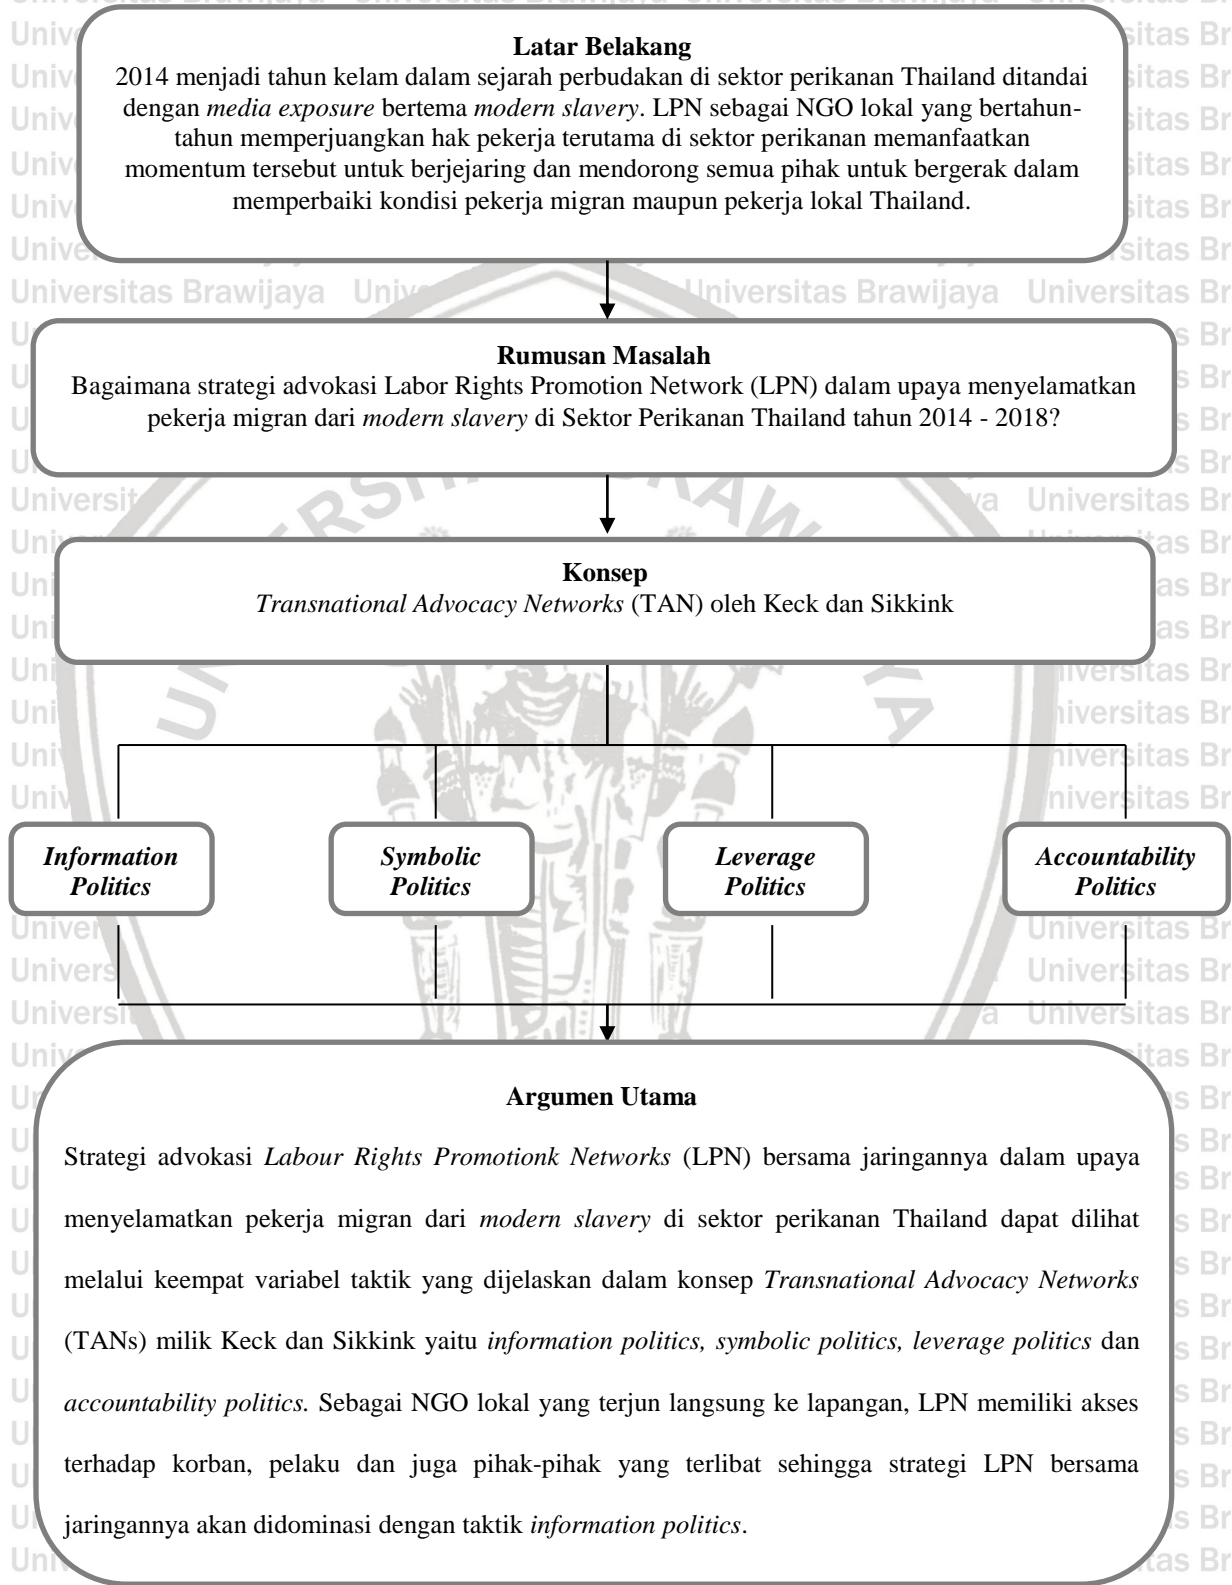 Latar Belakang
2014 menjadi tahun kelam dalam sejarah perbudakan di sektor perikanan Thailand ditandai
dengan media exposure bertema modern slavery. LPN sebagai NGO lokal yang bertahun-
tahun memperjuangkan hak pekerja terutama di sektor perikanan memanfaatkan
momentum tersebut untuk berjejaring dan mendorong semua pihak untuk bergerak dalam
memperbaiki kondisi pekerja migran maupun pekerja lokal Thailand.
Universitas Brawijaya Universitas Brawijaya Universitas Br
Rumusan Masalah
Bagaimana strategi advokasi Labor Rights Promotion Network (LPN) dalam upaya menyelamatkan
pekerja migran dari modern slavery di Sektor Perikanan Thailand tahun 2014 - 2018?
Konsep
Transnational Advocacy Networks (TAN) oleh Keck dan Sikkink
Information
Politics
Symbolic
Politics
Leverage
Politics
Accountability
Politics
Argumen Utama
Strategi advokasi Labour Rights Promotionk Networks (LPN) bersama jaringannya dalam upaya
menyelamatkan pekerja migran dari modern slavery di sektor perikanan Thailand dapat dilihat
melalui keempat variabel taktik yang dijelaskan dalam konsep Transnational Advocacy Networks
(TANs) milik Keck dan Sikkink yaitu information politics, symbolic politics, leverage politics dan
accountability politics. Sebagai NGO lokal yang terjun langsung ke lapangan, LPN memiliki akses
terhadap korban, pelaku dan juga pihak-pihak yang terlibat sehingga strategi LPN bersama
jaringannya akan didominasi dengan taktik information politics.